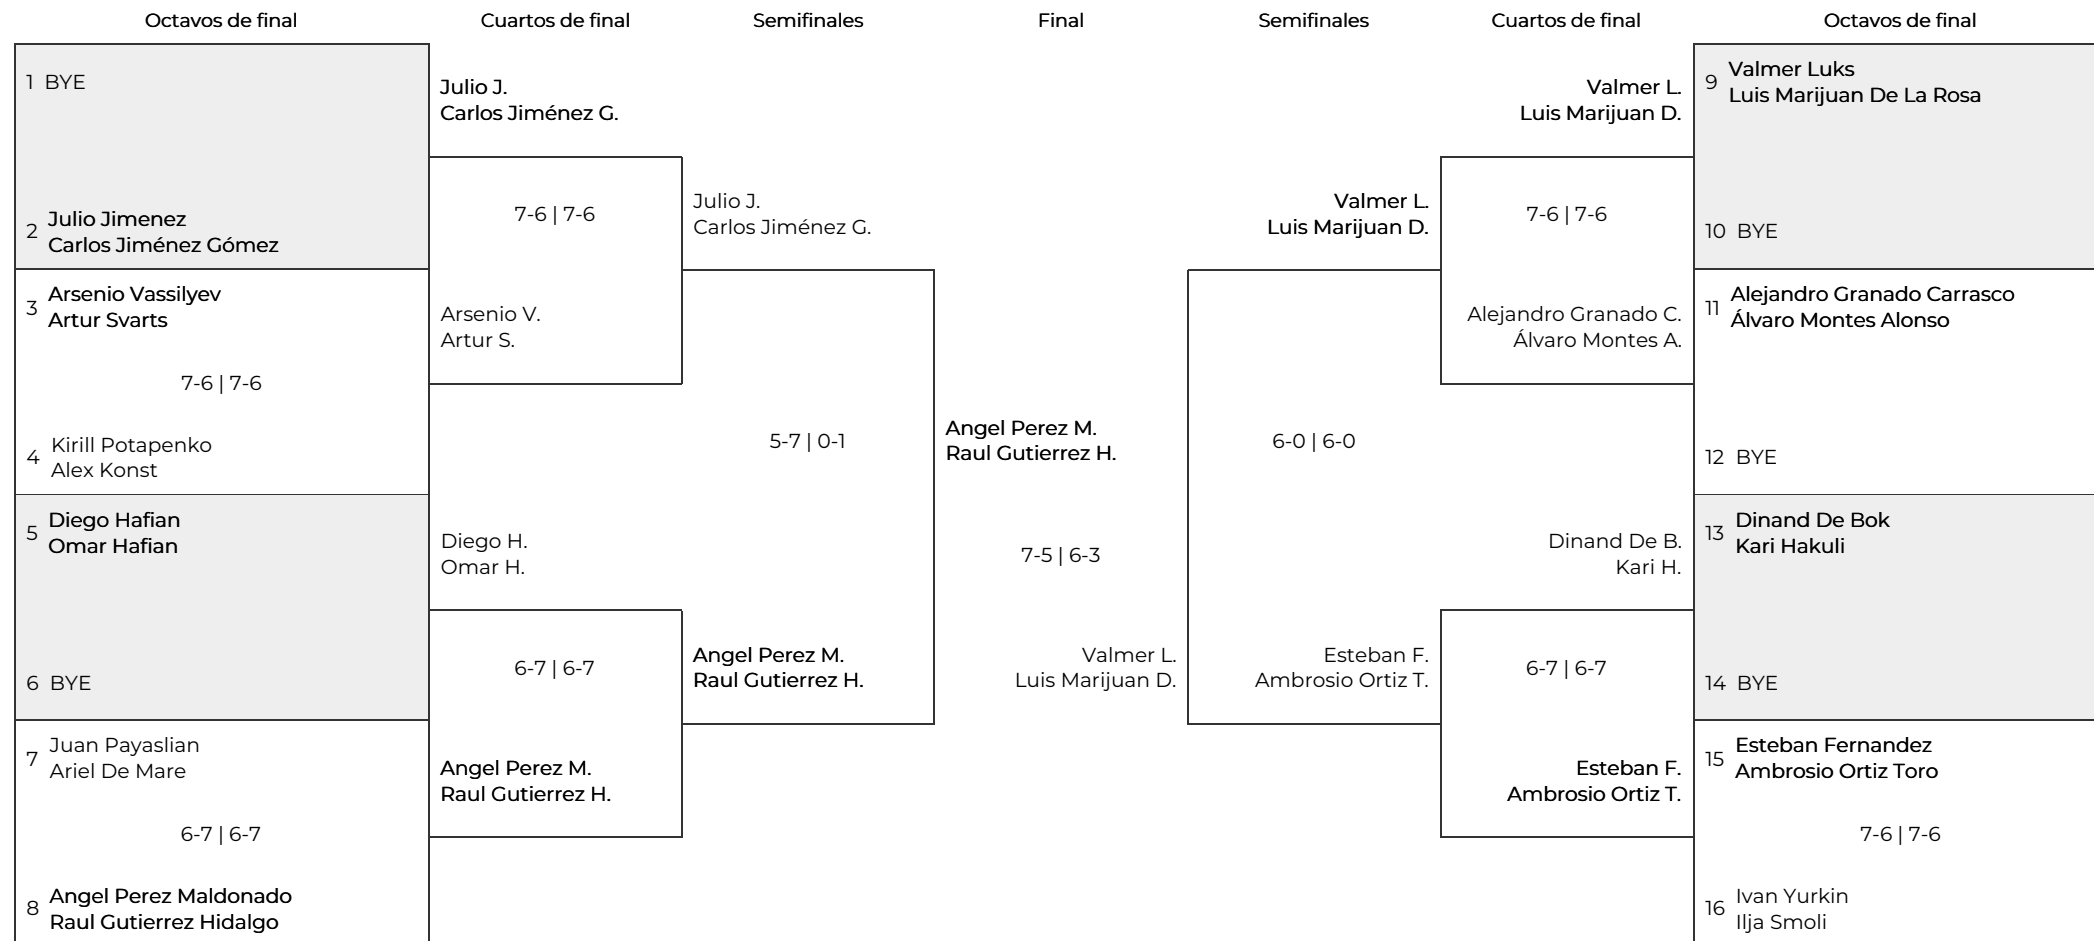 Octavos de final
Cuartos de final
Semifinales
Final
Semifinales
Cuartos de final
Octavos de final
1 BYE
2 Julio Jimenez
Carlos Jiménez Gómez
3 Arsenio Vassilyev
Artur Svarts
7-6 | 7-6
4 Kirill Potapenko
Alex Konst
5 Diego Hafian
Omar Hafian
6 BYE
7 Juan Payaslian
Ariel De Mare
6-7 | 6-7
8 Angel Perez Maldonado
Raul Gutierrez Hidalgo
Julio J.
Carlos Jiménez G.
7-6 | 7-6
Arsenio V.
Artur S.
Diego H.
Omar H.
6-7 | 6-7
Angel Perez M.
Raul Gutierrez H.
Julio J.
Carlos Jiménez G.
5-7 | 0-1
Angel Perez M.
Raul Gutierrez H.
Angel Perez M.
Raul Gutierrez H.
7-5 | 6-3
Valmer L.
Luis Marijuan D.
Valmer L.
Luis Marijuan D.
6-0 | 6-0
Esteban F.
Ambrosio Ortiz T.
Valmer L.
Luis Marijuan D.
7-6 | 7-6
Alejandro Granado C.
Álvaro Montes A.
Dinand De B.
Kari H.
6-7 | 6-7
Esteban F.
Ambrosio Ortiz T.
9 Valmer Luks
Luis Marijuan De La Rosa
10 BYE
11 Alejandro Granado Carrasco
Álvaro Montes Alonso
12 BYE
13 Dinand De Bok
Kari Hakuli
14 BYE
15 Esteban Fernandez
Ambrosio Ortiz Toro
7-6 | 7-6
16 Ivan Yurkin
Ilja Smoli